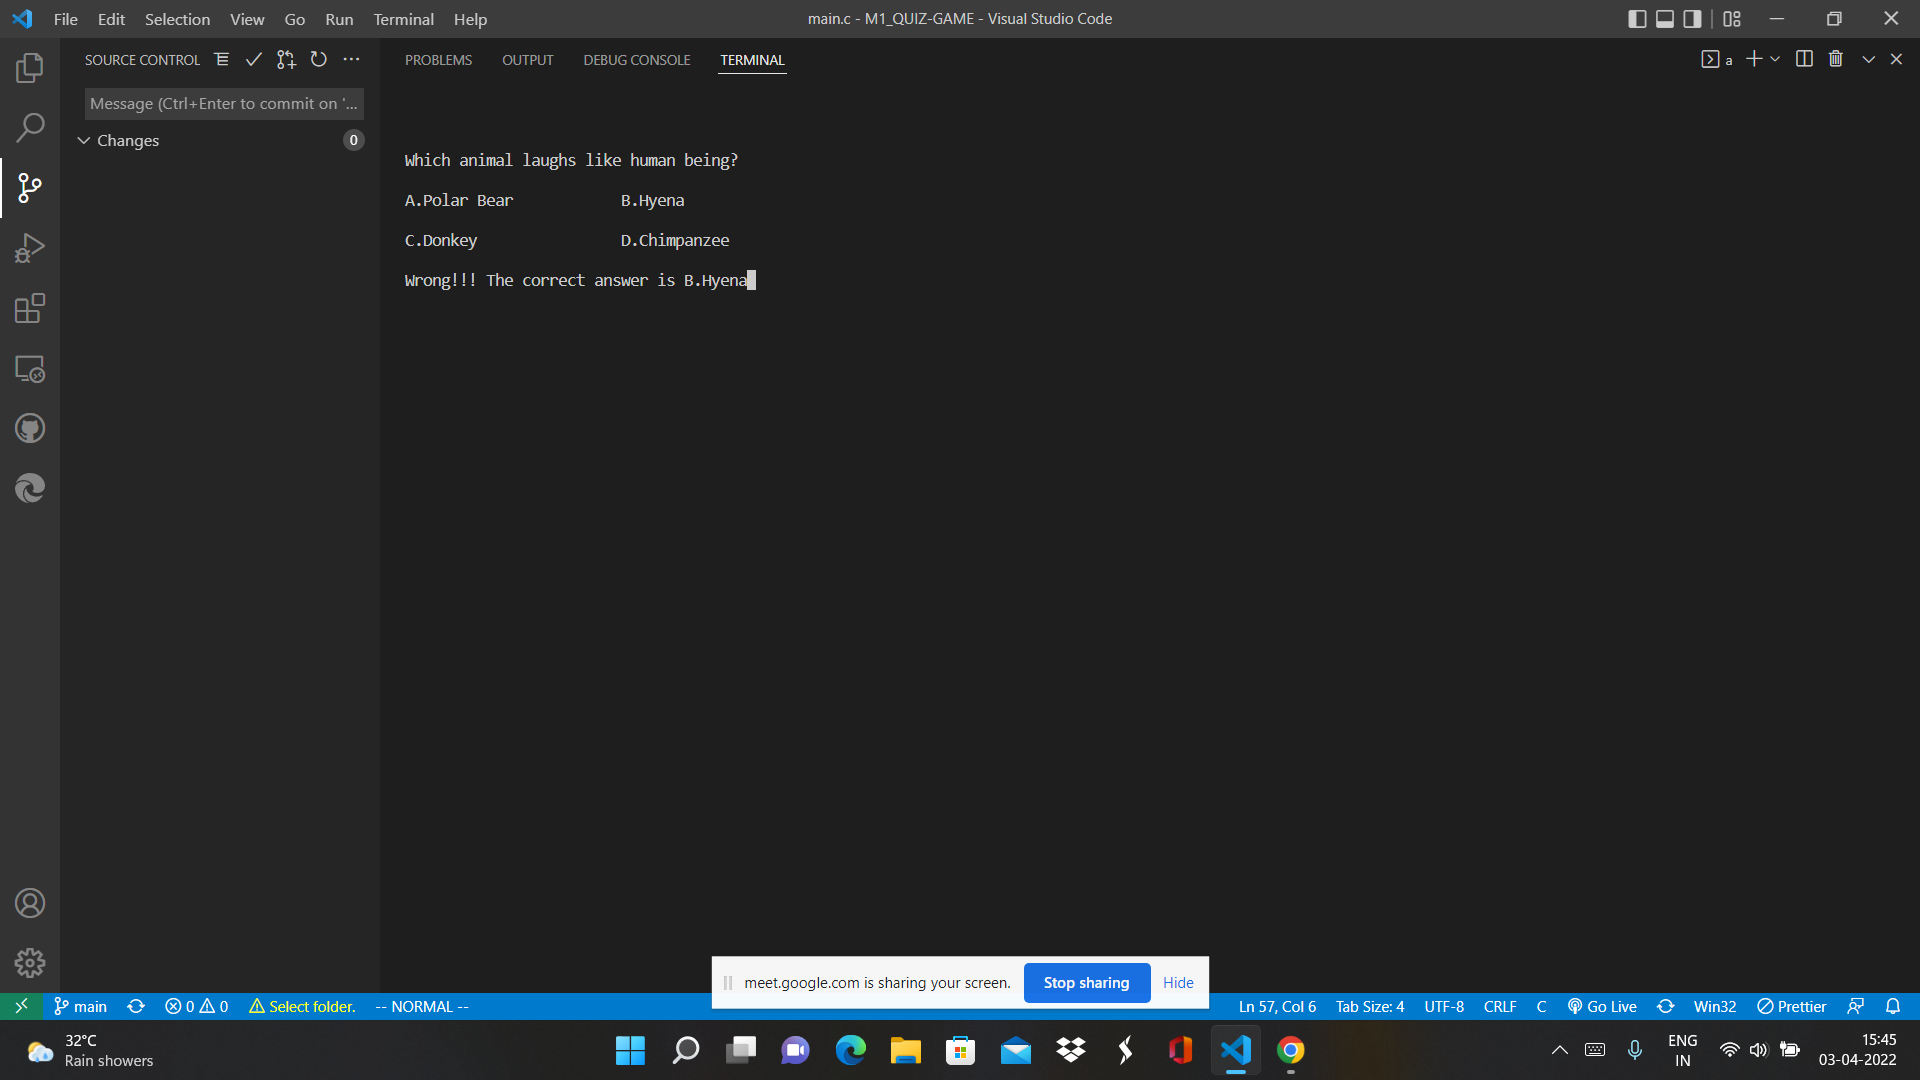 File Edit Selection View Go Run Terminal Help
main.c - M1_QUIZ-GAME - Visual Studio Code
SOURCE CONTROL
Message (Ctrl+Enter to commit on '...
Changes 0
PROBLEMS OUTPUT DEBUG CONSOLE TERMINAL
a
Which animal laughs like human being?
A.Polar Bear B.Hyena
C.Donkey D.Chimpanzee
Wrong!!! The correct answer is B.Hyena
meet.google.com is sharing your screen. Stop sharing Hide
main 0 0 Select folder. -- NORMAL -- Ln 57, Col 6 Tab Size: 4 UTF-8 CRLF C Go Live Win32 Prettier
32°C
Rain showers
ENG
IN
15:45
03-04-2022